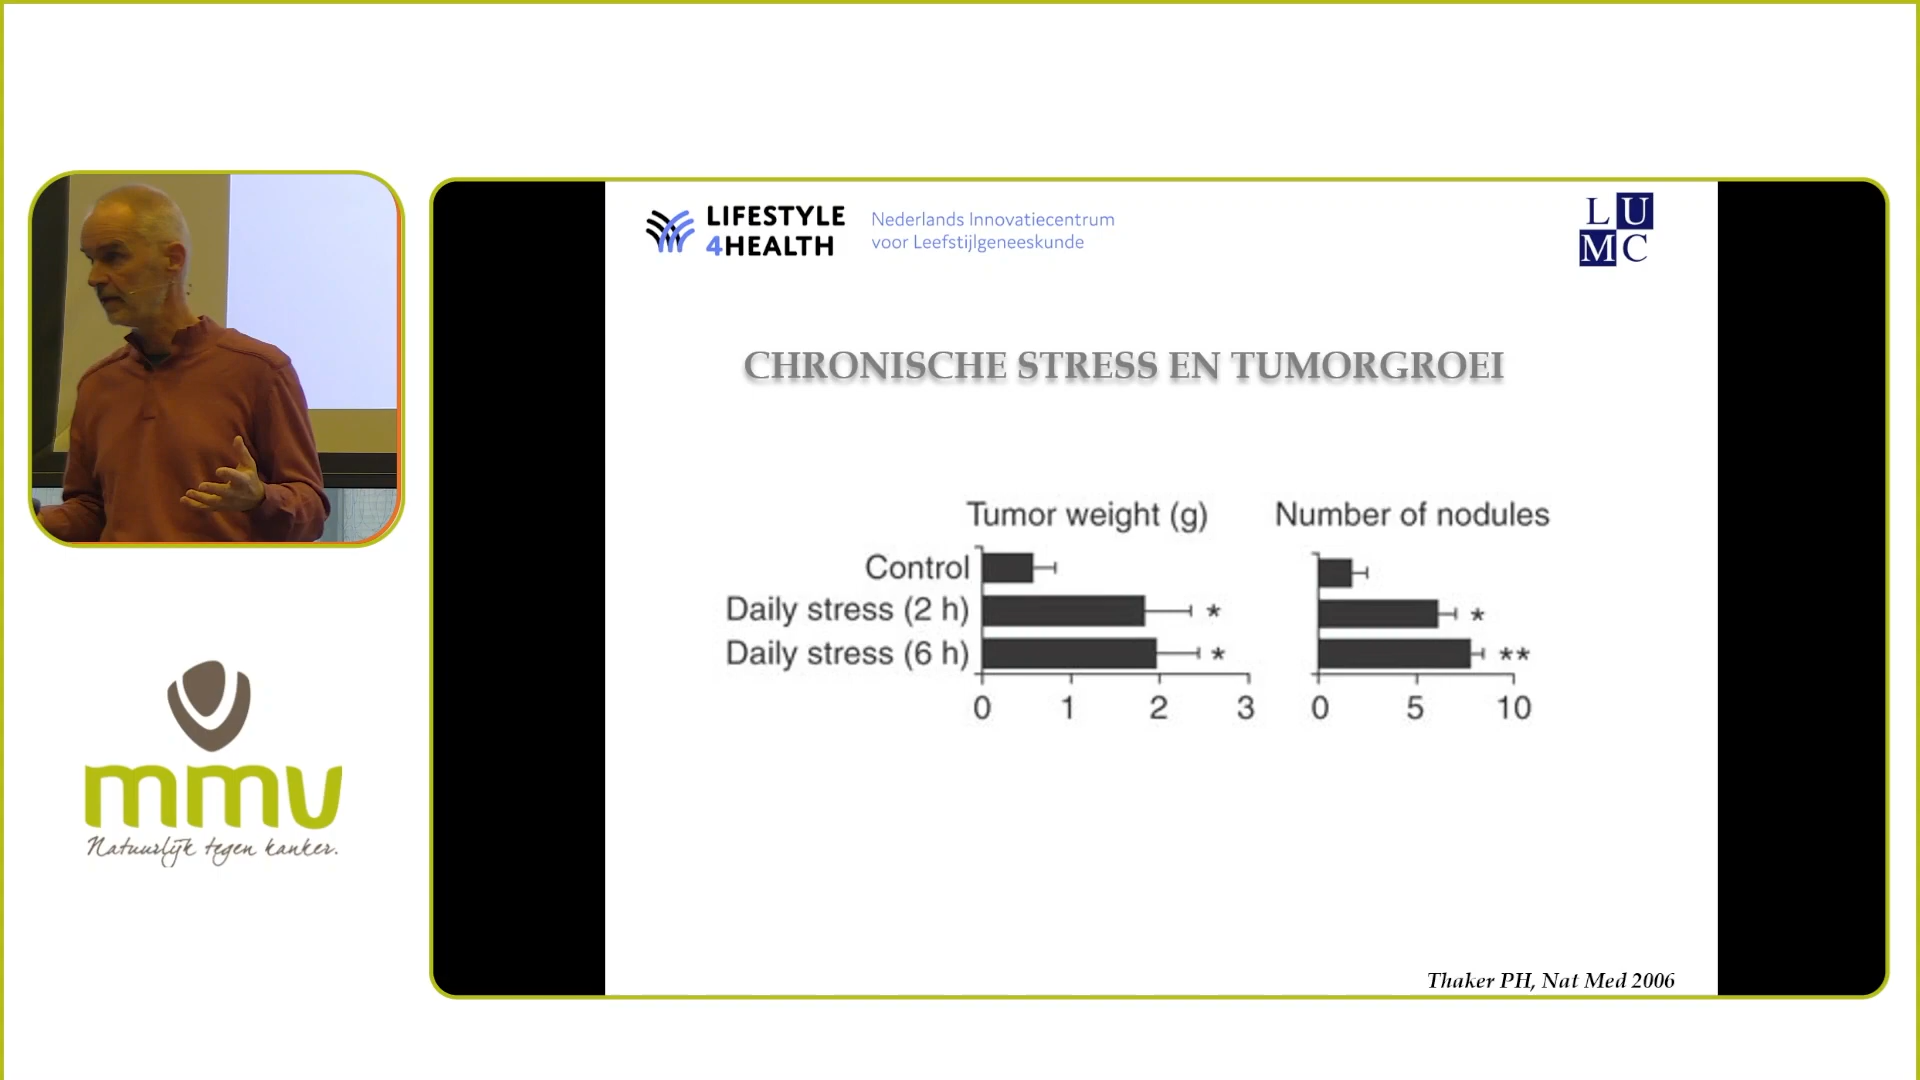 LIFESTYLE
4HEALTH
Nederlands Innovatiecentrum
voor Leefstijlgeneeskunde
L U
M C
CHRONISCHE STRESS EN TUMORGROEI
Tumor weight (g)
Number of nodules
Control
Daily stress (2 h)
*
*
Daily stress (6 h)
*
**
0 1 2 3
0 5 10
Thaker PH, Nat Med 2006
mmv
Natuurlijk tegen kanker.